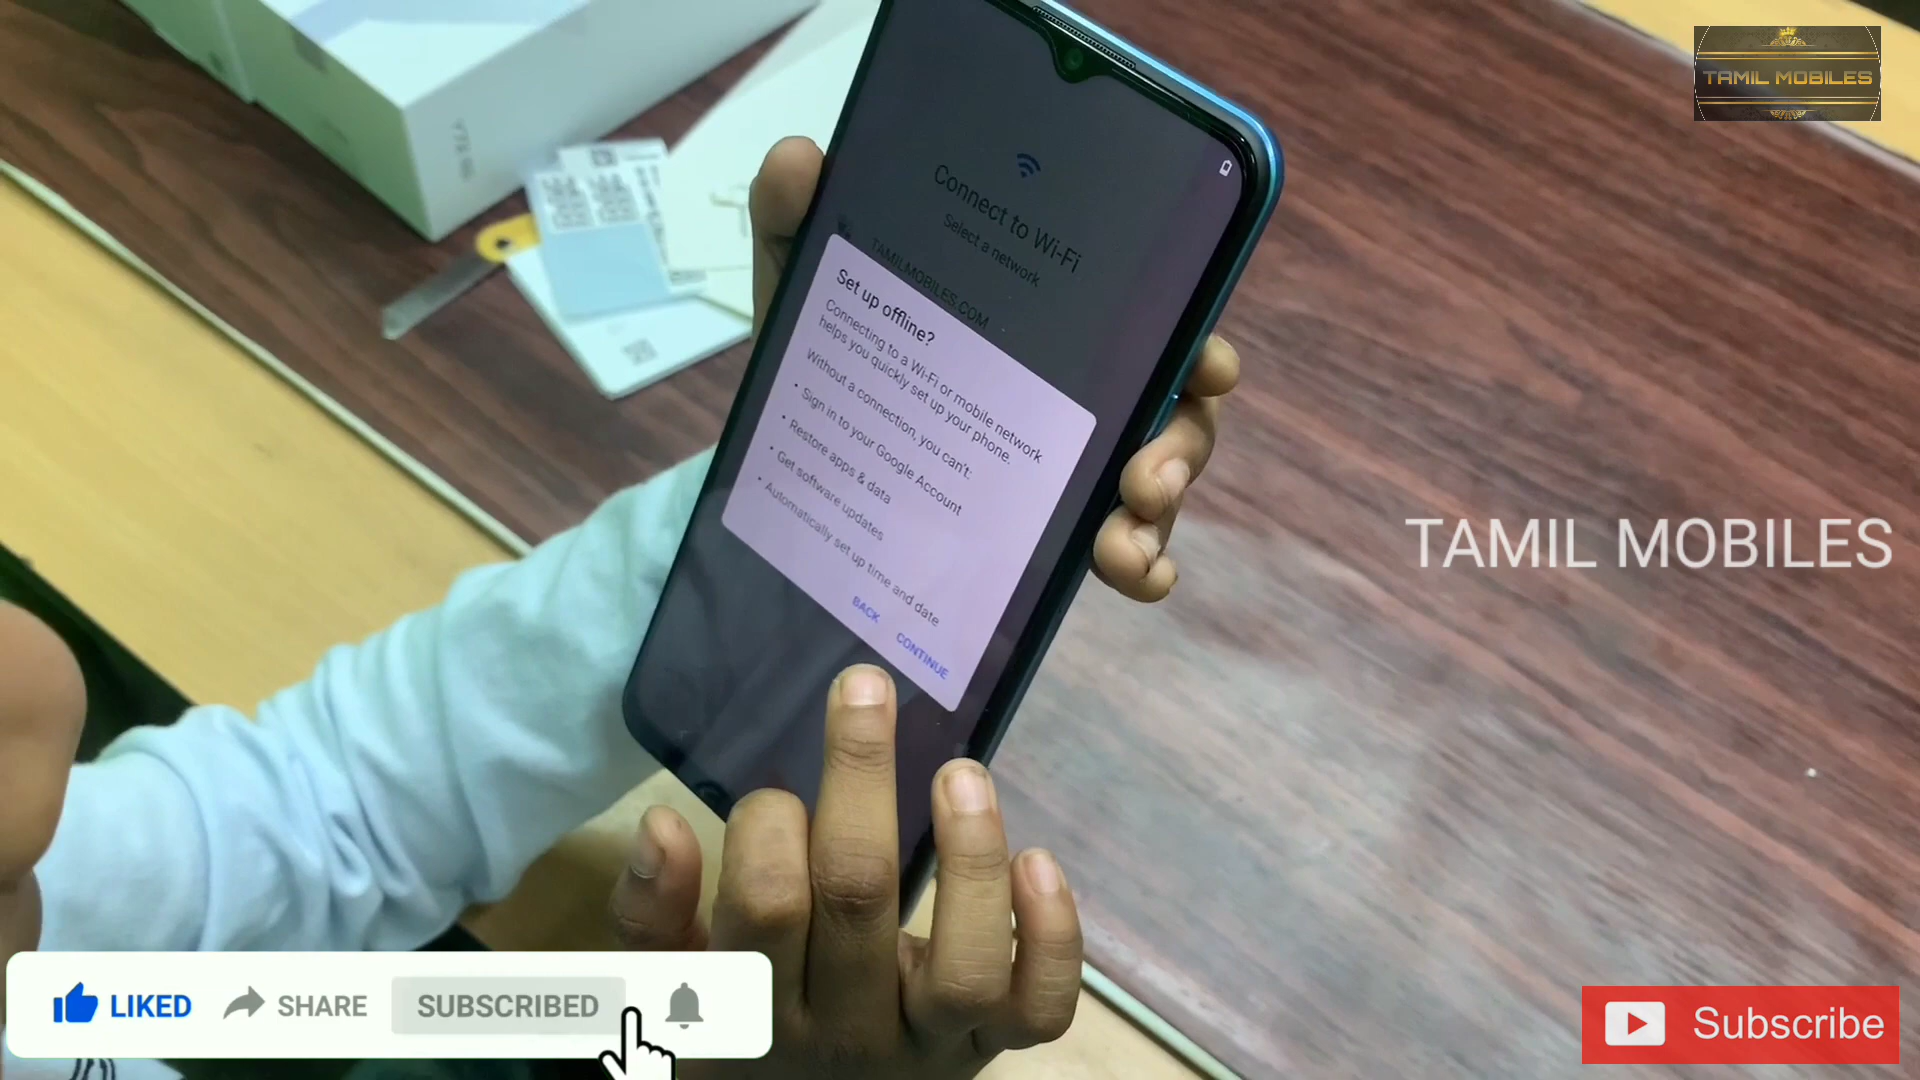 TAMIL MOBILES
Connect to Wi-Fi
Select a network
TAMILMOBILES.COM
Set up offline?
Connecting to a Wi-Fi or mobile network
helps you quickly set up your phone.
Without a connection, you can't:
• Sign in to your Google Account
• Restore apps & data
• Get software updates
• Automatically set up time and date
BACK
CONTINUE
TAMIL MOBILES
LIKED
SHARE
SUBSCRIBED
Subscribe